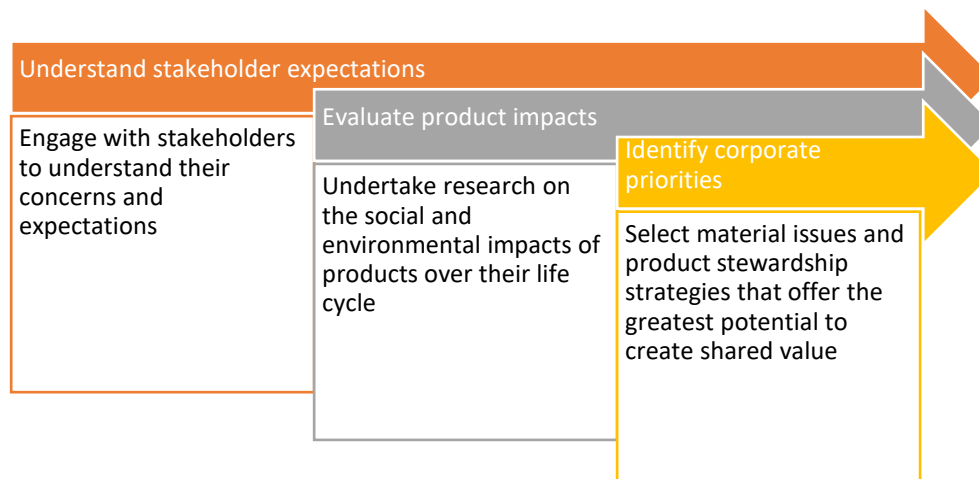 Understand stakeholder expectations
Engage with stakeholders
to understand their
concerns and
expectations
Evaluate product impacts
Undertake research on
the social and
environmental impacts of
products over their life
cycle
Identify corporate
priorities
Select material issues and
product stewardship
strategies that offer the
greatest potential to
create shared value